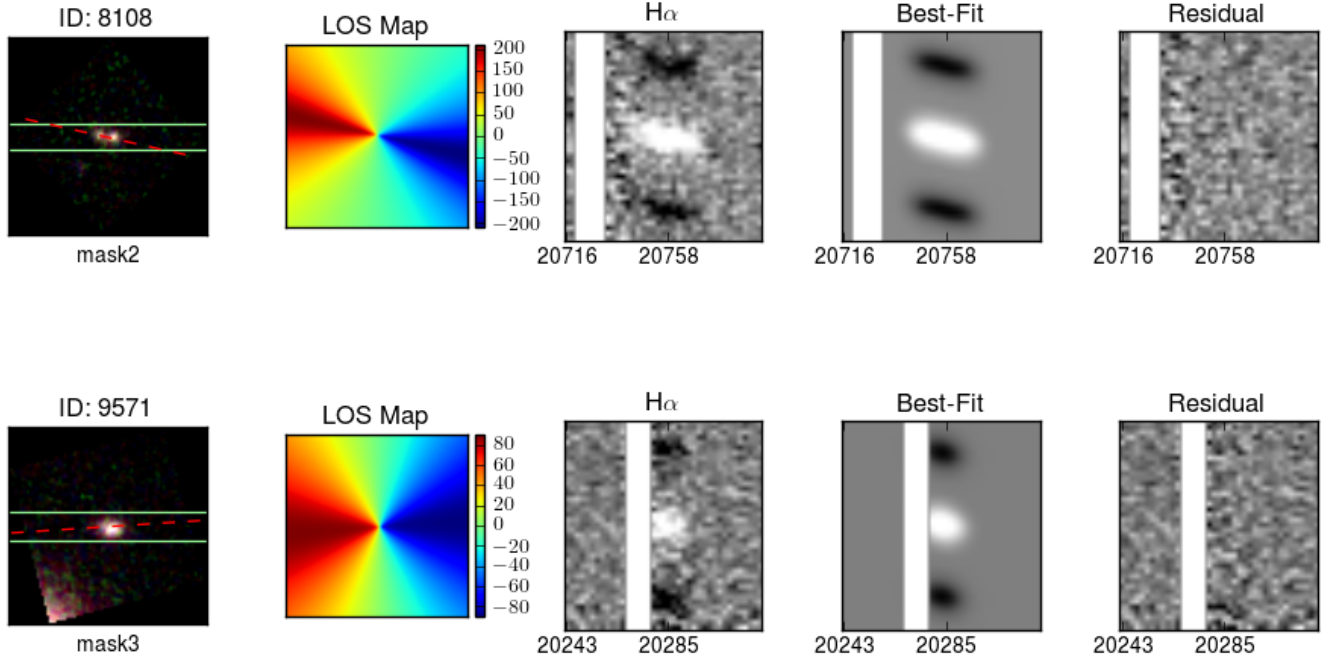 ID: 8108
LOS Map
Hα
Best-Fit
Residual
200
150
100
50
0
−50
−100
−150
−200
mask2
20716 20758
20716 20758
20716 20758
ID: 9571
LOS Map
Hα
Best-Fit
Residual
80
60
40
20
0
−20
−40
−60
−80
mask3
20243 20285
20243 20285
20243 20285